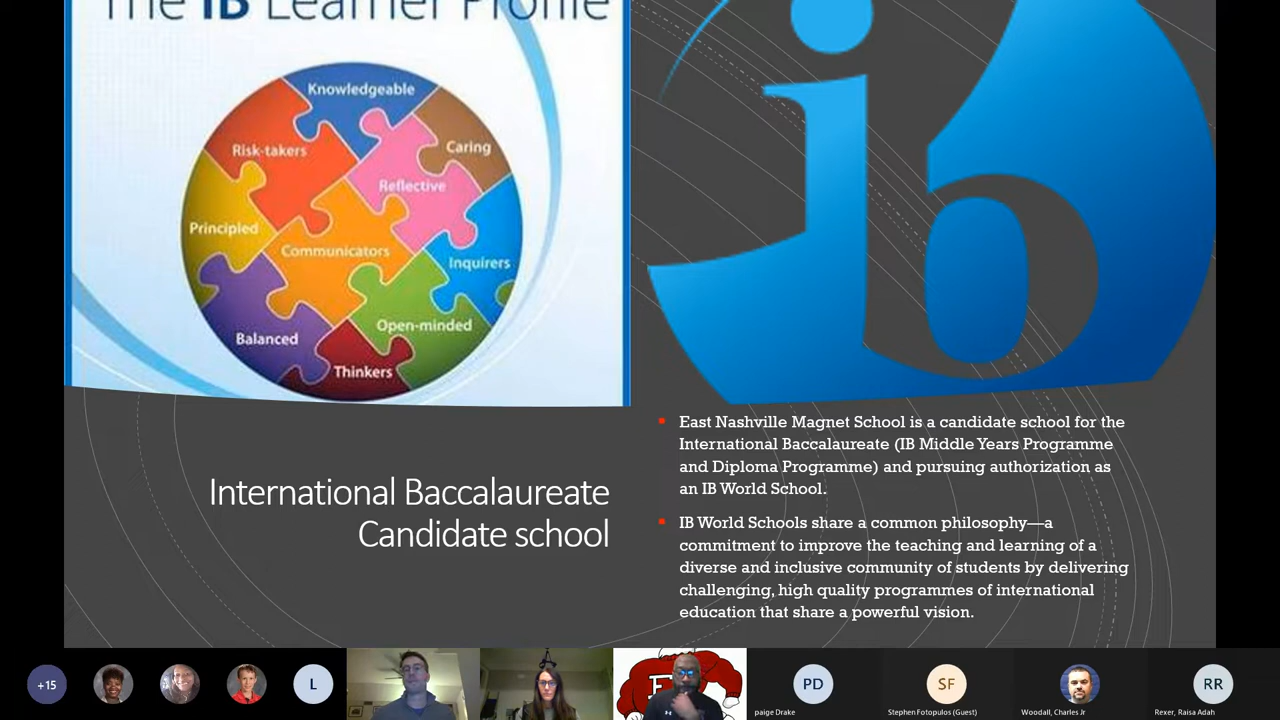 The IB Learner Profile
Knowledgeable
Risk-takers
Caring
Reflective
Principled
Communicators
Inquirers
Open-minded
Balanced
Thinkers
ib
International Baccalaureate
Candidate school
East Nashville Magnet School is a candidate school for the
International Baccalaureate (IB Middle Years Programme
and Diploma Programme) and pursuing authorization as
an IB World School.
IB World Schools share a common philosophy—a
commitment to improve the teaching and learning of a
diverse and inclusive community of students by delivering
challenging, high quality programmes of international
education that share a powerful vision.
+15
L
E
PD
SF
RR
paige Drake
Stephen Fotopulos (Guest)
Woodall, Charles Jr
Rexer, Raisa Adah